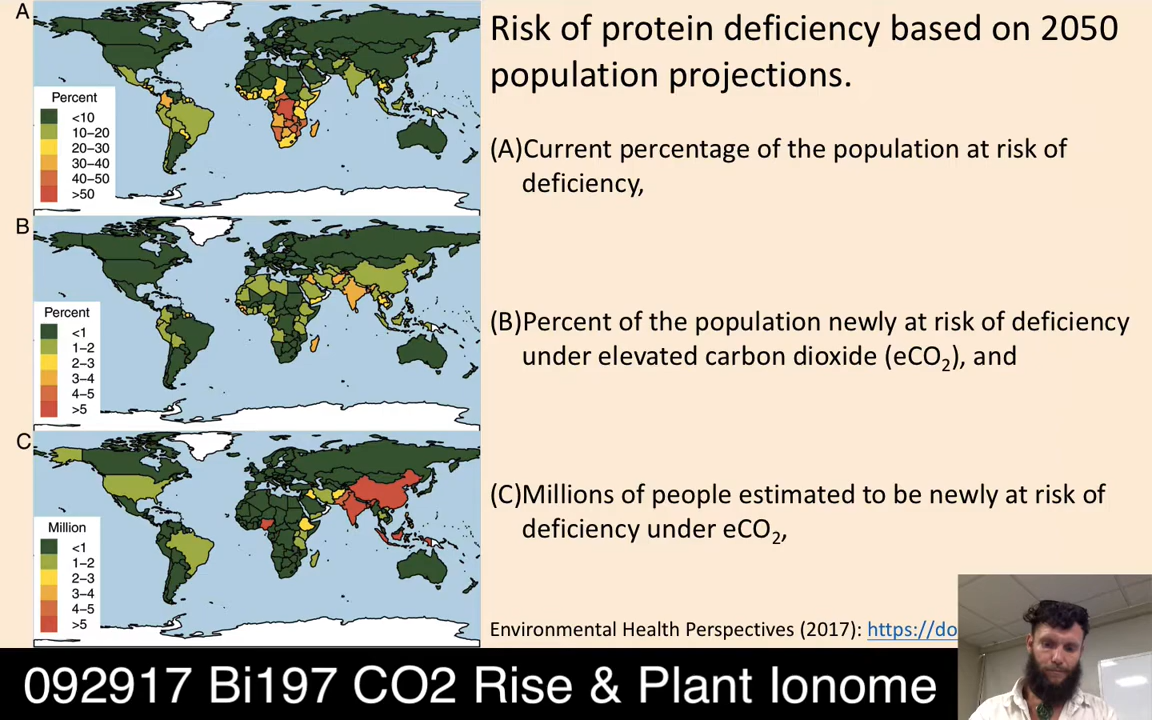 A
Percent
<10
10–20
20–30
30–40
40–50
>50
Risk of protein deficiency based on 2050
population projections.
(A)Current percentage of the population at risk of
deficiency,
B
Percent
<1
1–2
2–3
3–4
4–5
>5
(B)Percent of the population newly at risk of deficiency
under elevated carbon dioxide (eCO₂), and
C
Million
<1
1–2
2–3
3–4
4–5
>5
(C)Millions of people estimated to be newly at risk of
deficiency under eCO₂,
Environmental Health Perspectives (2017): https://do
092917 Bi197 CO2 Rise & Plant Ionome